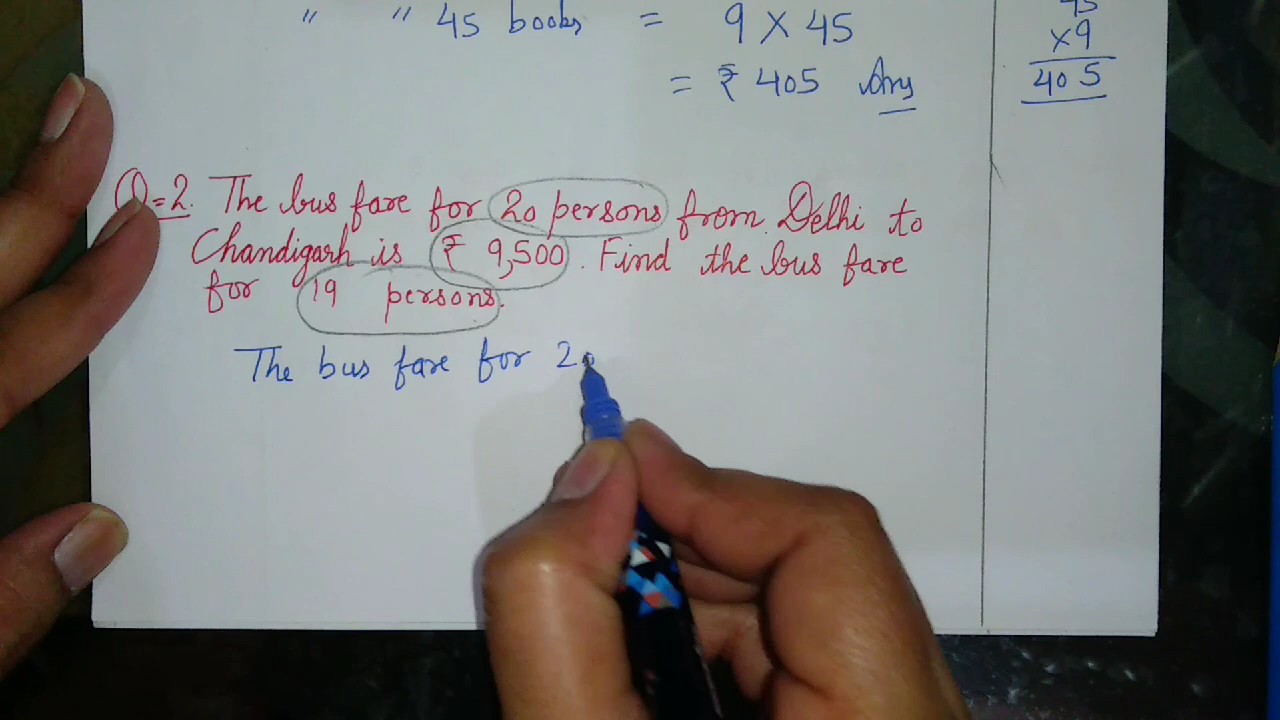 " " 45 books = 9 X 45
= ₹ 405 Ans
45
x9
405
Q=2. The bus fare for 20 persons from Delhi to
Chandigarh is ₹ 9,500. Find the bus fare
for 19 persons.
The bus fare for 20